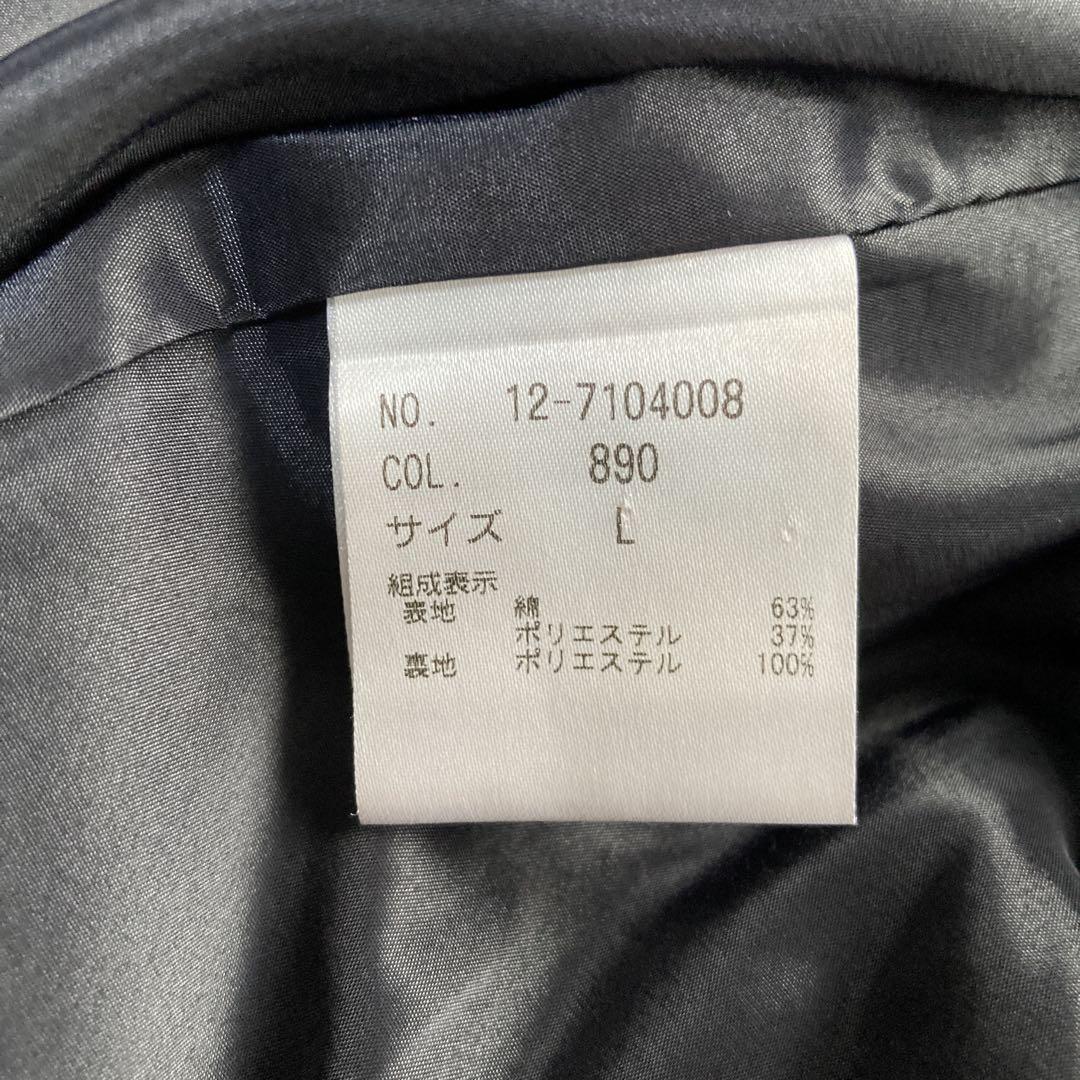 NO. 12-7104008
COL. 890
サイズ L
組成表示
表地 綿 63%
ポリエステル 37%
裏地 ポリエステル 100%